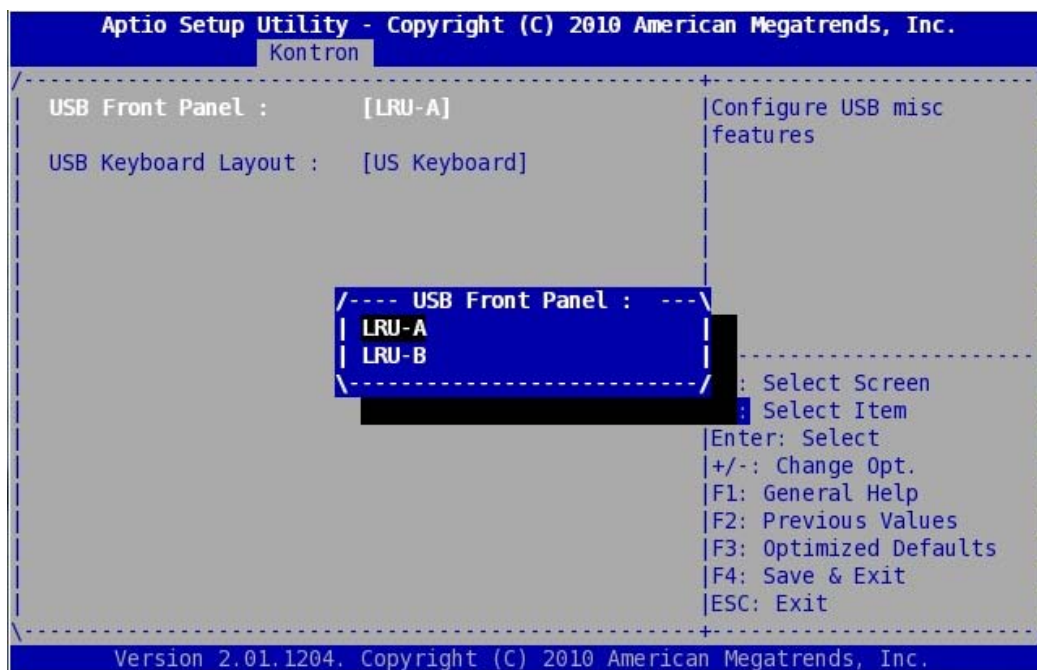 Aptio Setup Utility - Copyright (C) 2010 American Megatrends, Inc.
Kontron
USB Front Panel : [LRU-A]
Configure USB misc
features
USB Keyboard Layout : [US Keyboard]
USB Front Panel :
LRU-A
LRU-B
: Select Screen
: Select Item
Enter: Select
+/-: Change Opt.
F1: General Help
F2: Previous Values
F3: Optimized Defaults
F4: Save & Exit
ESC: Exit
Version 2.01.1204. Copyright (C) 2010 American Megatrends, Inc.